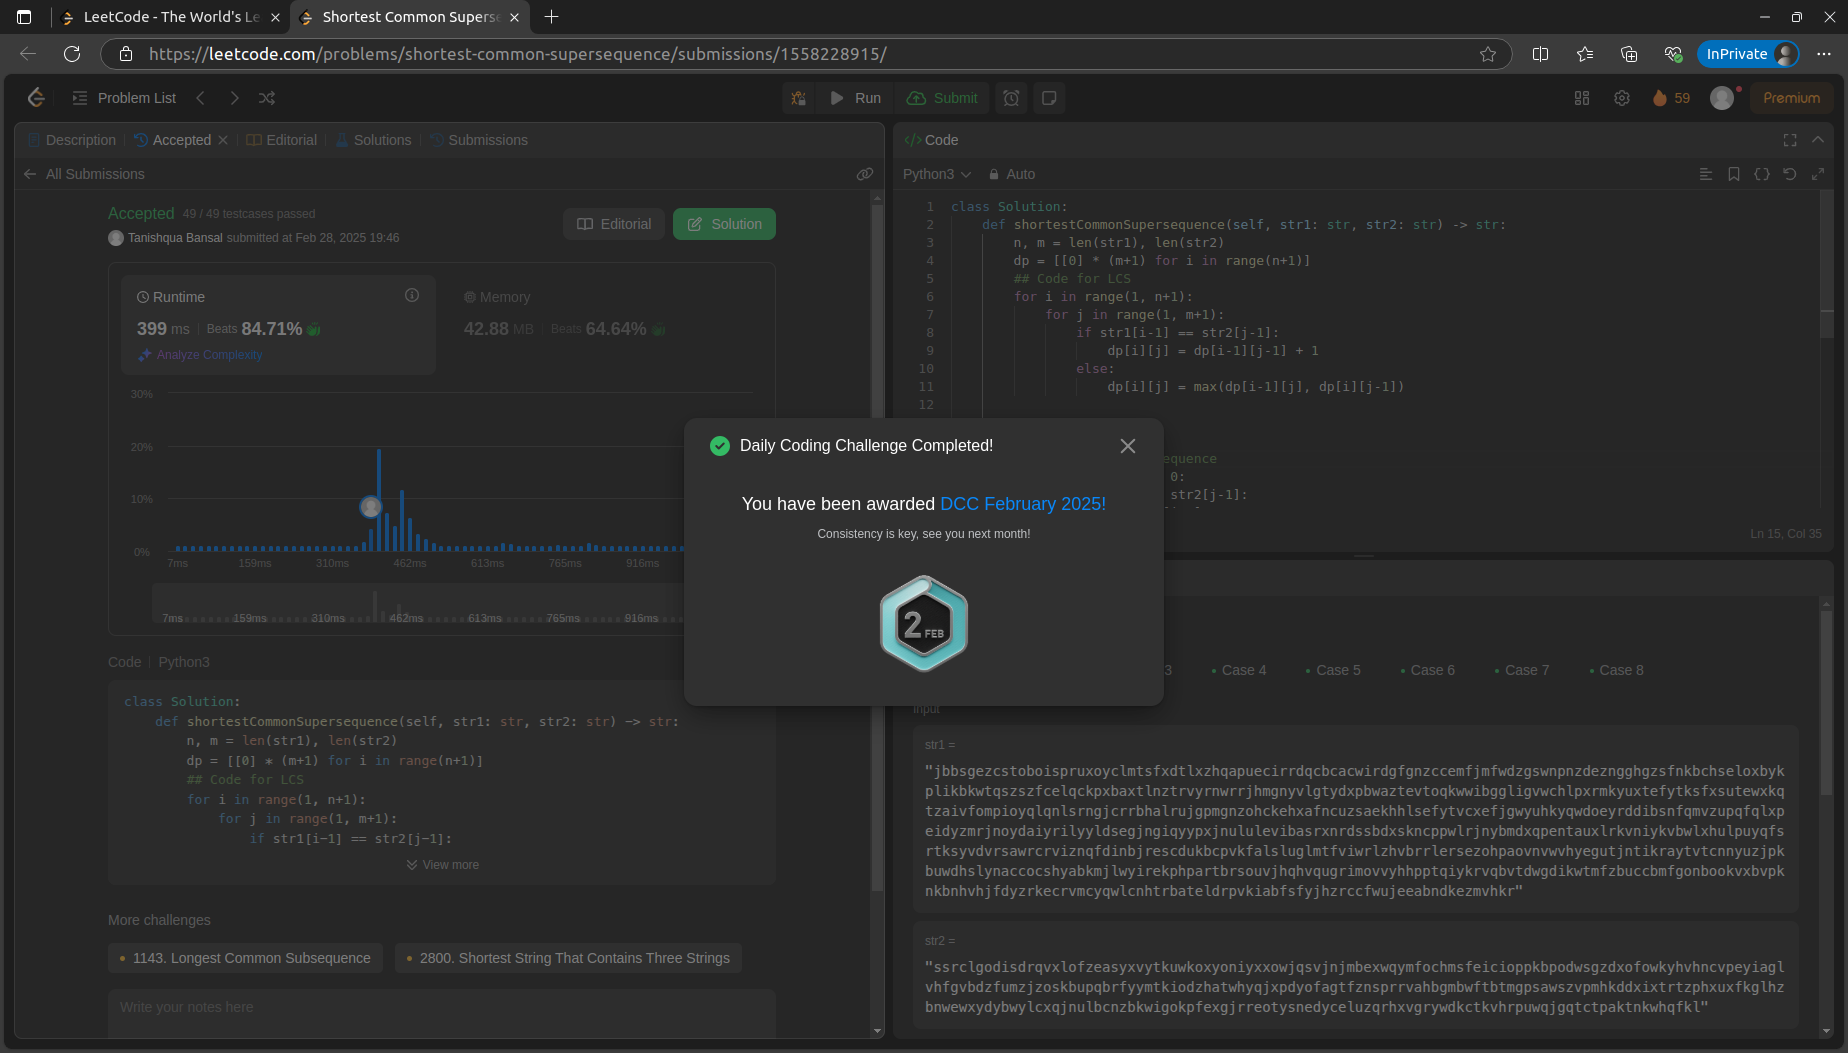 LeetCode - The World's Le
Shortest Common Superse
https://leetcode.com/problems/shortest-common-supersequence/submissions/1558228915/
InPrivate
Problem List
Run
Submit
59
Premium
Description
Accepted
Editorial
Solutions
Submissions
All Submissions
Accepted 49 / 49 testcases passed
Tanishqua Bansal submitted at Feb 28, 2025 19:46
Editorial
Solution
Runtime
399 ms
Beats 84.71%
Analyze Complexity
Memory
42.88 MB
Beats 64.64%
30%
20%
10%
0%
7ms 159ms 310ms 462ms 613ms 765ms 916ms
7ms 159ms 310ms 462ms 613ms 765ms 916ms
Code | Python3
class Solution:
def shortestCommonSupersequence(self, str1: str, str2: str) -> str:
n, m = len(str1), len(str2)
dp = [[0] * (m+1) for i in range(n+1)]
## Code for LCS
for i in range(1, n+1):
for j in range(1, m+1):
if str1[i-1] == str2[j-1]:
View more
More challenges
1143. Longest Common Subsequence
2800. Shortest String That Contains Three Strings
Write your notes here
Code
Python3
Auto
1 class Solution:
2 def shortestCommonSupersequence(self, str1: str, str2: str) -> str:
3 n, m = len(str1), len(str2)
4 dp = [[0] * (m+1) for i in range(n+1)]
5 ## Code for LCS
6 for i in range(1, n+1):
7 for j in range(1, m+1):
8 if str1[i-1] == str2[j-1]:
9 dp[i][j] = dp[i-1][j-1] + 1
10 else:
11 dp[i][j] = max(dp[i-1][j], dp[i][j-1])
12
equence
0:
str2[j-1]:
Ln 15, Col 35
Daily Coding Challenge Completed!
You have been awarded DCC February 2025!
Consistency is key, see you next month!
2 FEB
3
Case 4
Case 5
Case 6
Case 7
Case 8
Input
str1 =
"jbbsgezcstoboispruxoyclmtsfxdtlxzhqapuecirrdqcbcacwirdgfgnzccemfjmfwdzgswnpnzdezngghgzsfnkbchseloxbyk
plikbkwtqszszfcelqckpxbaxtlnztrvyrnwrrjhmgnyvlgtydxpbwaztevtoqkwwibggligvwchlpxrmkyuxtefytksfxsutewxkq
tzaivfompioyqlqnlsrngjcrrbhalrujgpmgnzohckehxafncuzsaekhhlsefytvcxefjgwyuhkyqwdoeyrddibsnfqmvzupqfqlxp
eidyzmrjnoydaiyrilyyldsegjngiqyypxjnululevibasrxnrdssbdxskncppwlrjnybmdxqpentauxlrkvniykvbwlxhulpuyqfs
rtksyvdvrsawrcrviznqfdinbjrescdukbcpvkfalsluglmtfviwrlzhvbrrlersezohpaovnvwvhyegutjntikraytvtcnnyuzjpk
buwdhslynaccocshyabkmjlwyirekphpartbrsouvjhqhvqugrimovvyhhpptqiykrvqbvtdwgdikwtmfzbuccbmfgonbookvxbvpk
nkbnhvhjfdyzrkecrvmcyqwlcnhtrbateldrpvkiabfsfyjhzrccfwujeeabndkezmvhkr"
str2 =
"ssrclgodisdrqvxlofzeasyxvytkuwkoxyoniyxxowjqsvjnjmbexwqymfochmsfeicioppkbpodwsgzdxofowkyhvhncvpeyiagl
vhfgvbdzfumzjzoskbupqbrfyymtkiodzhatwhyqjxpdyofagtfznsprrvahbgmbwftbtmgpsawszvpmhkddxixtrtzphxuxfkglhz
bnwewxydybwylcxqjnulbcnzbkwigokpfexgjrreotysnedyceluzqrhxvgrywdkctkvhrpuwqjgqtctpaktnkwhqfkl"